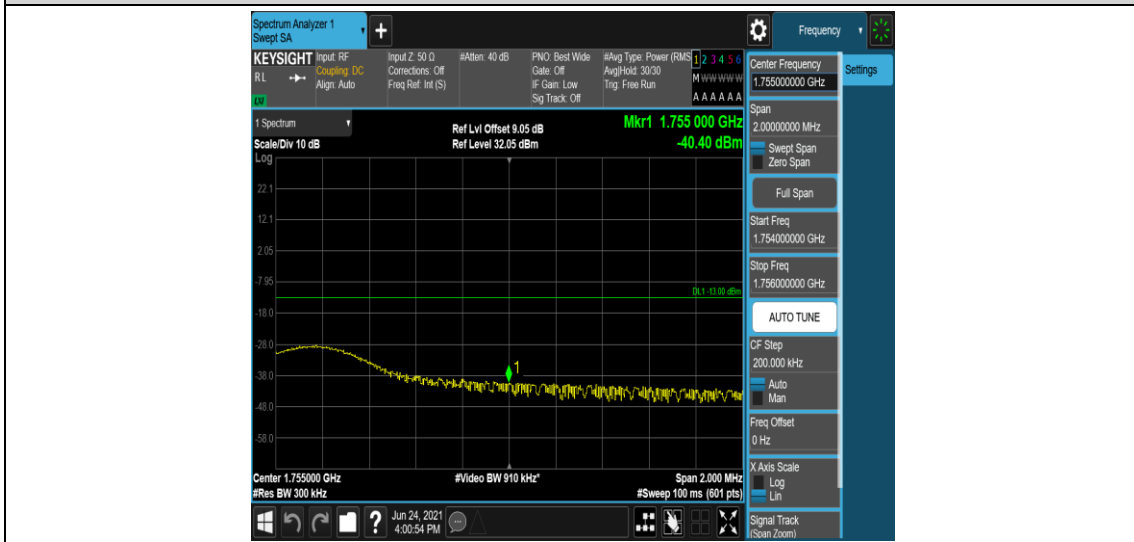 Spectrum Analyzer 1
Swept SA
+
Frequency
KEYSIGHT
RL
Input: RF
Coupling: DC
Align: Auto
Input Z: 50 Ω
Corrections: Off
Freq Ref: Int (S)
#Atten: 40 dB
PNO: Best Wide
Gate: Off
IF Gain: Low
Sig Track: Off
#Avg Type: Power (RMS
Avg|Hold: 30/30
Trig: Free Run
1 2 3 4 5 6
M W W W W W
A A A A A A
1 Spectrum
Scale/Div 10 dB
Ref Lvl Offset 9.05 dB
Ref Level 32.05 dBm
Mkr1 1.755 000 GHz
-40.40 dBm
Log
22.1
12.1
2.05
-7.95
-18.0
-28.0
-38.0
-48.0
-58.0
DL1 -13.00 dBm
1
Center 1.755000 GHz
#Res BW 300 kHz
#Video BW 910 kHz*
Span 2.000 MHz
#Sweep 100 ms (601 pts)
Center Frequency
1.755000000 GHz
Settings
Span
2.00000000 MHz
Swept Span
Zero Span
Full Span
Start Freq
1.754000000 GHz
Stop Freq
1.756000000 GHz
AUTO TUNE
CF Step
200.000 kHz
Auto
Man
Freq Offset
0 Hz
X Axis Scale
Log
Lin
Signal Track
(Span Zoom)
?
Jun 24, 2021
4:00:54 PM